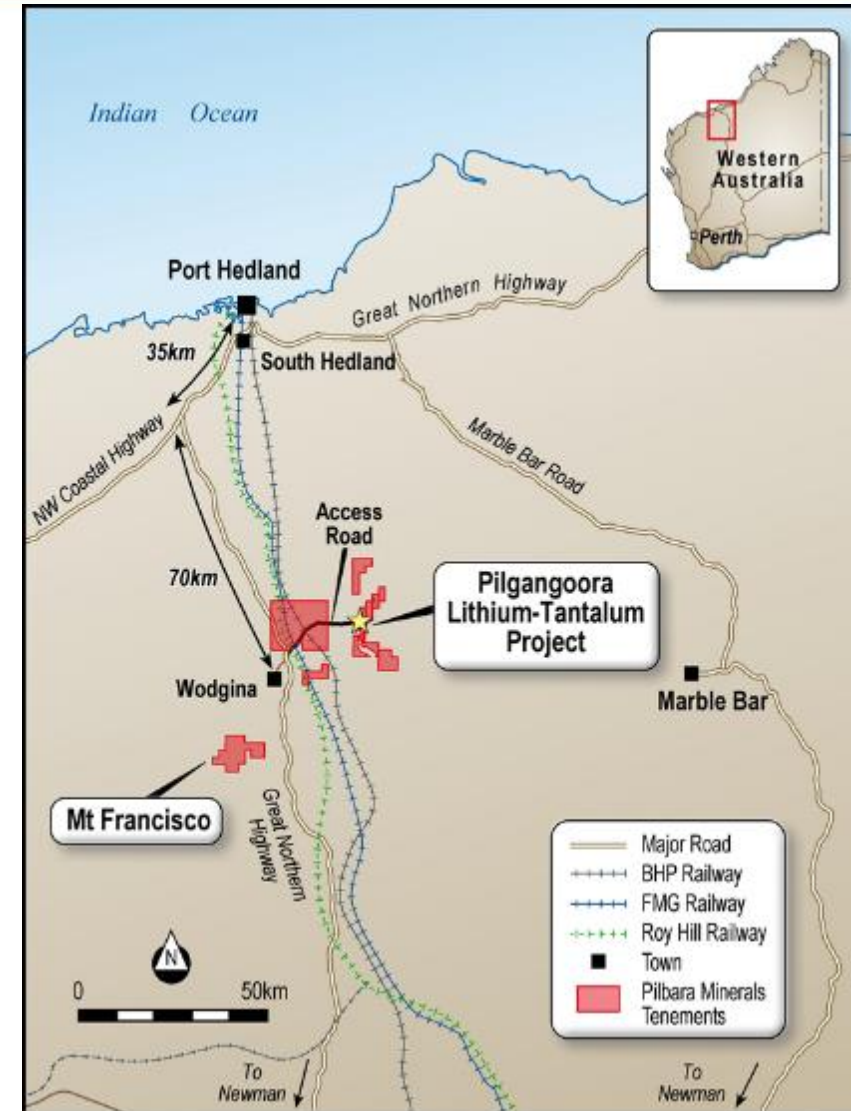 Indian Ocean
Western
Australia
Perth
Port Hedland
Great Northern Highway
35km
South Hedland
NW Coastal Highway
Marble Bar Road
Access
Road
70km
Pilgangoora
Lithium-Tantalum
Project
Wodgina
Marble Bar
Mt Francisco
Great Northern
Highway
Major Road
BHP Railway
FMG Railway
Roy Hill Railway
Town
Pilbara Minerals
Tenements
N
0 50km
To
Newman
To
Newman